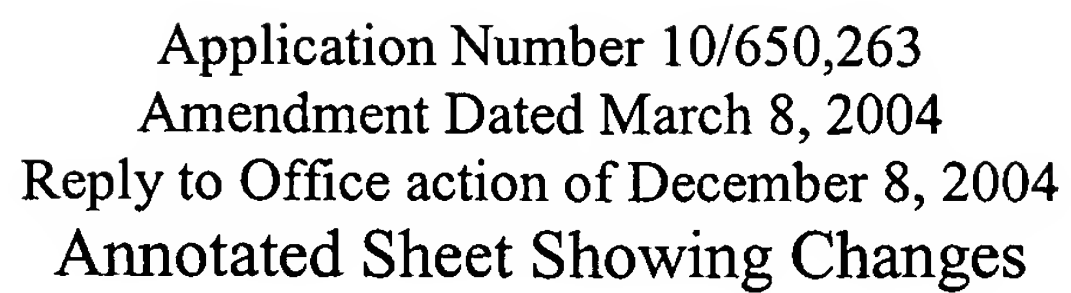 Application Number 10/650,263
Amendment Dated March 8, 2004
Reply to Office action of December 8, 2004
Annotated Sheet Showing Changes